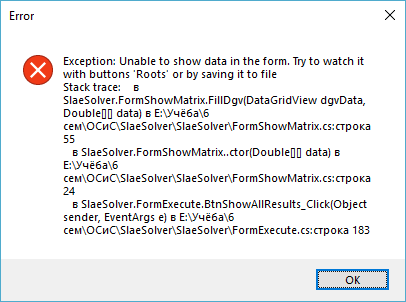 Error
Exception: Unable to show data in the form. Try to watch it
with buttons `Roots` or by saving it to file
Stack trace:    в
SlaeSolver.FormShowMatrix.FillDgv(DataGridView dgvData,
Double[][] data) в E:\Учёба\6
сем\ОСиС\SlaeSolver\SlaeSolver\FormShowMatrix.cs:строка
55
в SlaeSolver.FormShowMatrix..ctor(Double[][] data) в
E:\Учёба\6
сем\ОСиС\SlaeSolver\SlaeSolver\FormShowMatrix.cs:строка
24
в SlaeSolver.FormExecute.BtnShowAllResults_Click(Object
sender, EventArgs e) в E:\Учёба\6
сем\ОСиС\SlaeSolver\SlaeSolver\FormExecute.cs:строка 183
OK